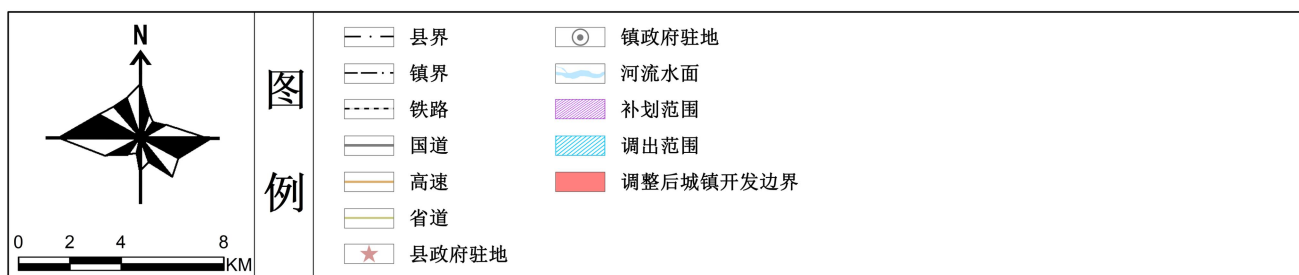 N
0 2 4 8
KM
图
例
县界
镇界
铁路
国道
高速
省道
县政府驻地
镇政府驻地
河流水面
补划范围
调出范围
调整后城镇开发边界